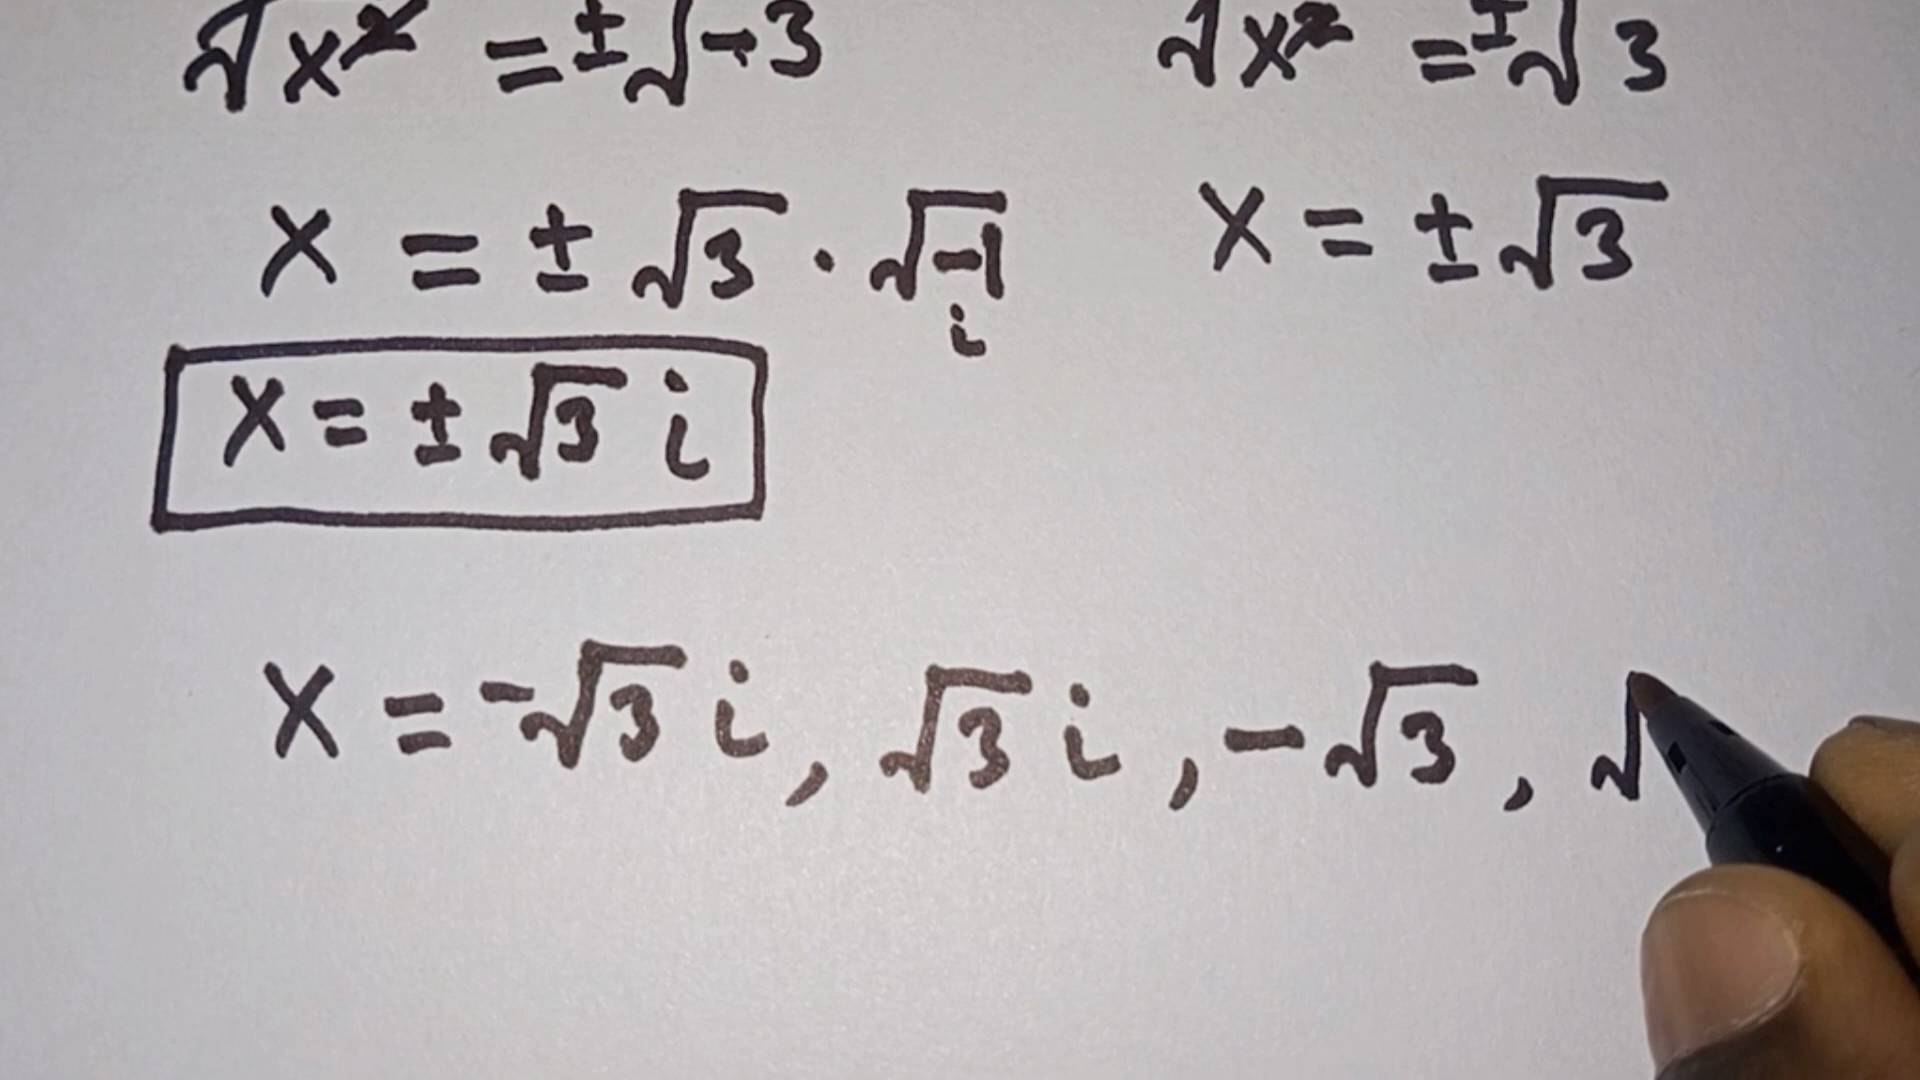 √x² = ±√-3    √x² = ±√3
x = ± √3 · √-1    x = ± √3
i
x = ± √3 i
x = -√3 i, √3 i, -√3, √